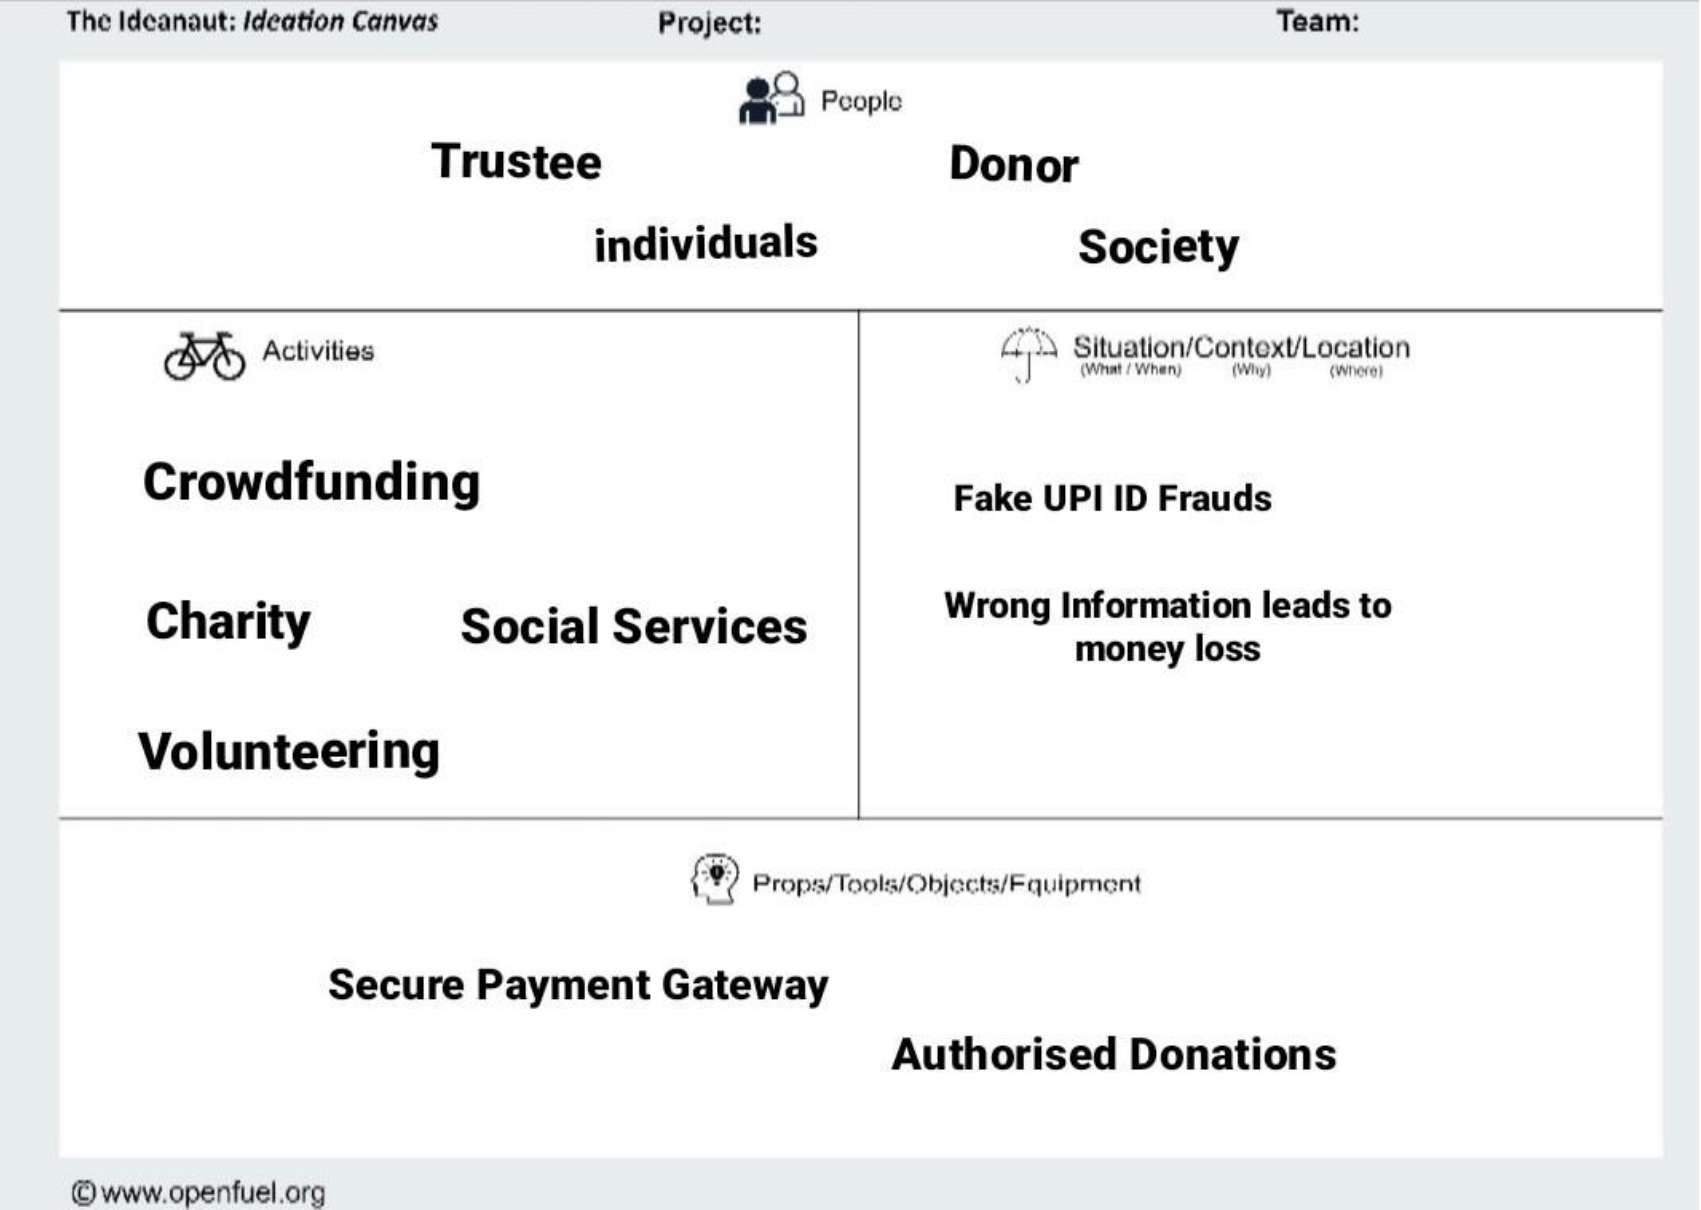 The Ideanaut: Ideation Canvas Project: Team:
People
Trustee Donor
individuals Society
Activities
Crowdfunding
Charity Social Services
Volunteering
Situation/Context/Location
(What / When) (Why) (Where)
Fake UPI ID Frauds
Wrong Information leads to
money loss
Props/Tools/Objects/Equipment
Secure Payment Gateway
Authorised Donations
©www.openfuel.org